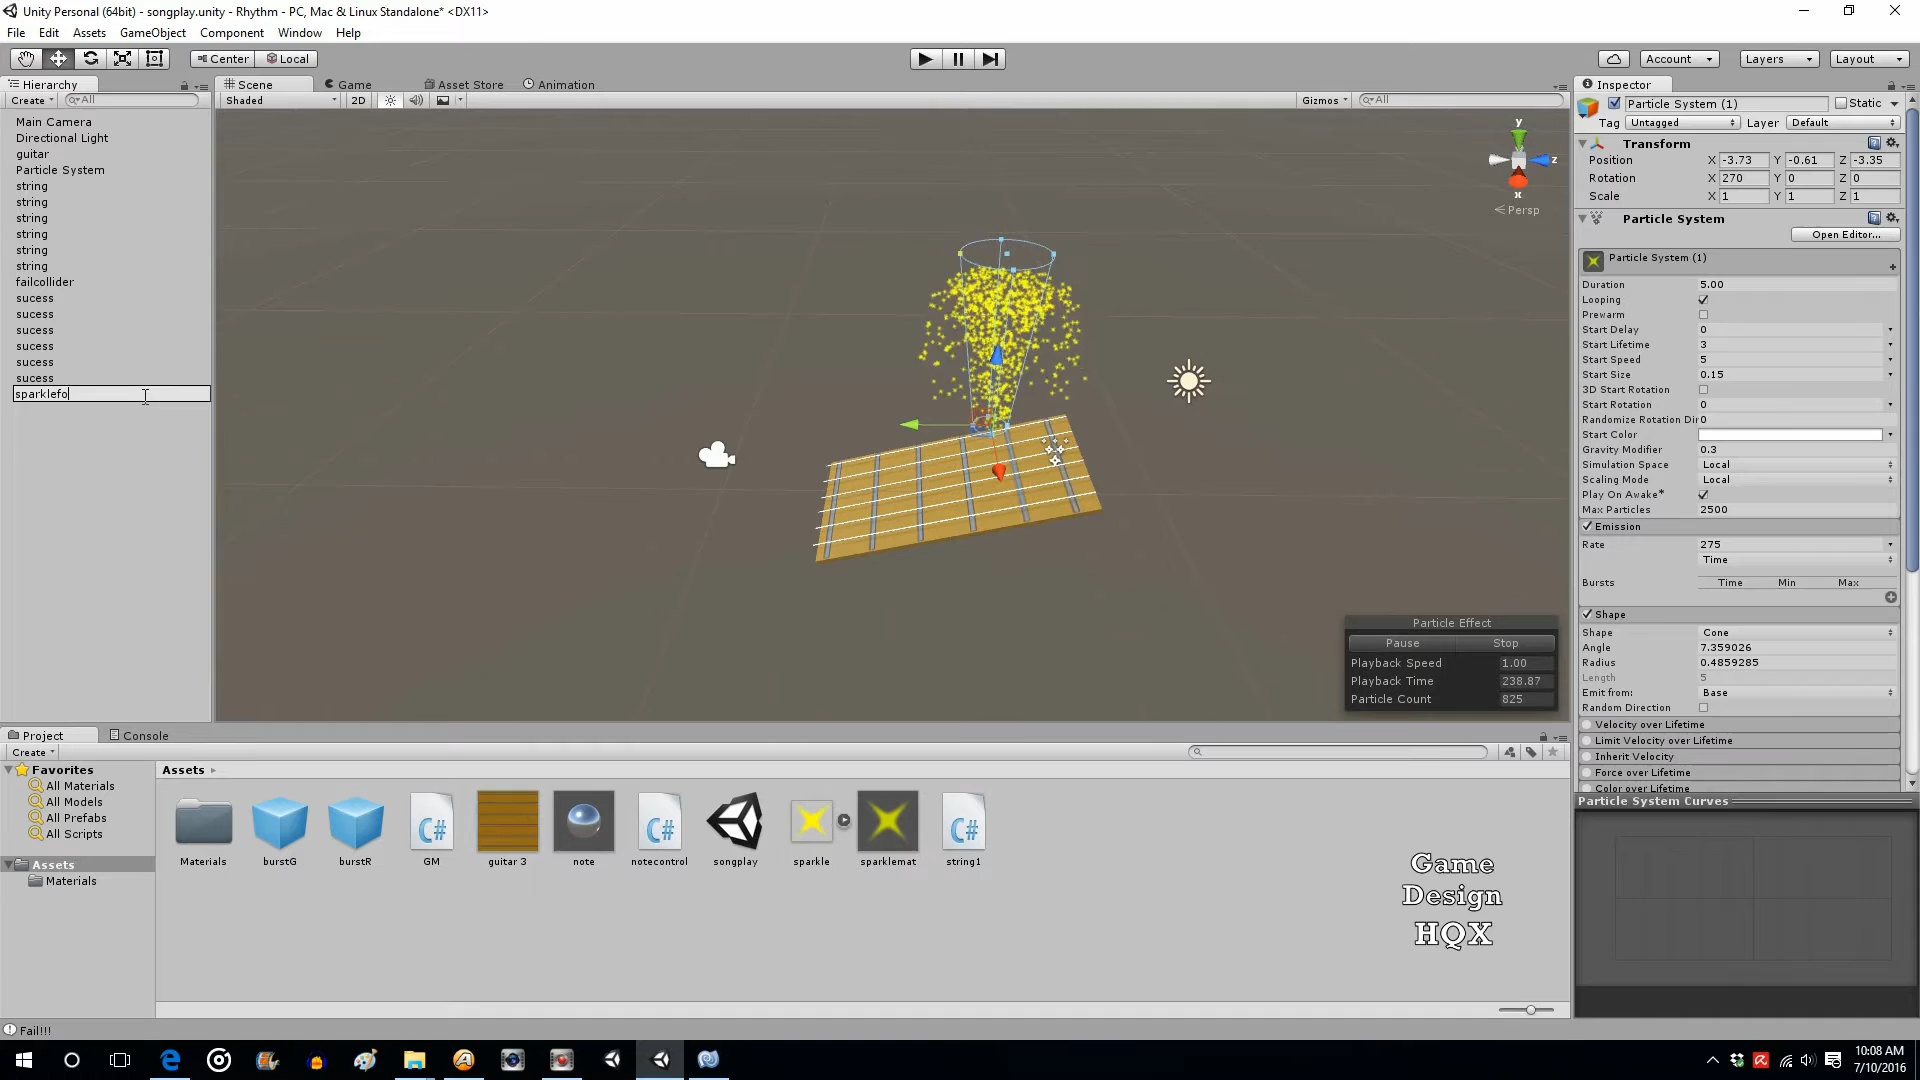 Unity Personal (64bit) - songplay.unity - Rhythm - PC, Mac & Linux Standalone* <DX11>
File Edit Assets GameObject Component Window Help
Center Local Account Layers Layout
Hierarchy Scene Game Asset Store Animation Inspector
Create All Shaded 2D Gizmos All
Particle System (1) Static
Tag Untagged Layer Default
Main Camera
Directional Light
guitar
Particle System
string
string
string
string
string
string
failcollider
sucess
sucess
sucess
sucess
sucess
sucess
sparklefo
y
z
x
Persp
Transform
Position X -3.73 Y -0.61 Z -3.35
Rotation X 270 Y 0 Z 0
Scale X 1 Y 1 Z 1
Particle System
Open Editor...
Particle System (1)
Duration 5.00
Looping
Prewarm
Start Delay 0
Start Lifetime 3
Start Speed 5
Start Size 0.15
3D Start Rotation
Start Rotation 0
Randomize Rotation Dir 0
Start Color
Gravity Modifier 0.3
Simulation Space Local
Scaling Mode Local
Play On Awake*
Max Particles 2500
Emission
Rate 275
Time
Bursts Time Min Max
Shape
Shape Cone
Angle 7.359026
Radius 0.4859285
Length 5
Emit from: Base
Random Direction
Velocity over Lifetime
Limit Velocity over Lifetime
Inherit Velocity
Force over Lifetime
Color over Lifetime
Particle System Curves
Particle Effect
Pause Stop
Playback Speed 1.00
Playback Time 238.87
Particle Count 825
Project Console
Create
Favorites
All Materials
All Models
All Prefabs
All Scripts
Assets
Materials
Assets
Materials burstG burstR GM guitar 3 note notecontrol songplay sparkle sparklemat string1
Game
Design
HQX
Fail!!!
10:08 AM
7/10/2016